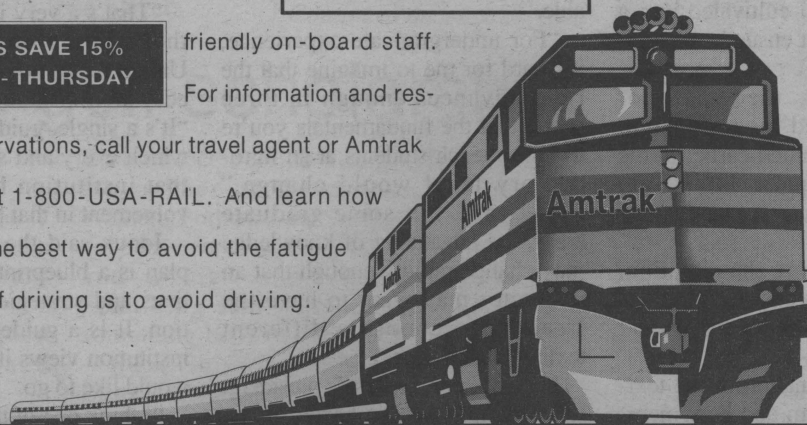 S SAVE 15%
- THURSDAY
friendly on-board staff.
For information and res-
rvations, call your travel agent or Amtrak
t 1-800-USA-RAIL. And learn how
he best way to avoid the fatigue
f driving is to avoid driving.
Amtrak
Amtrak
Amtrak